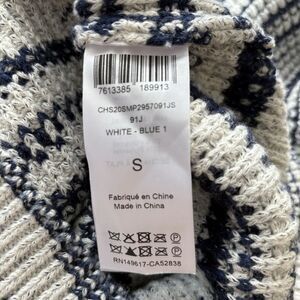 7613385 189913
CHS20SMP2957091JS
91J
WHITE - BLUE 1
S
Fabriqué en Chine
Made in China
RN149617-CA52838